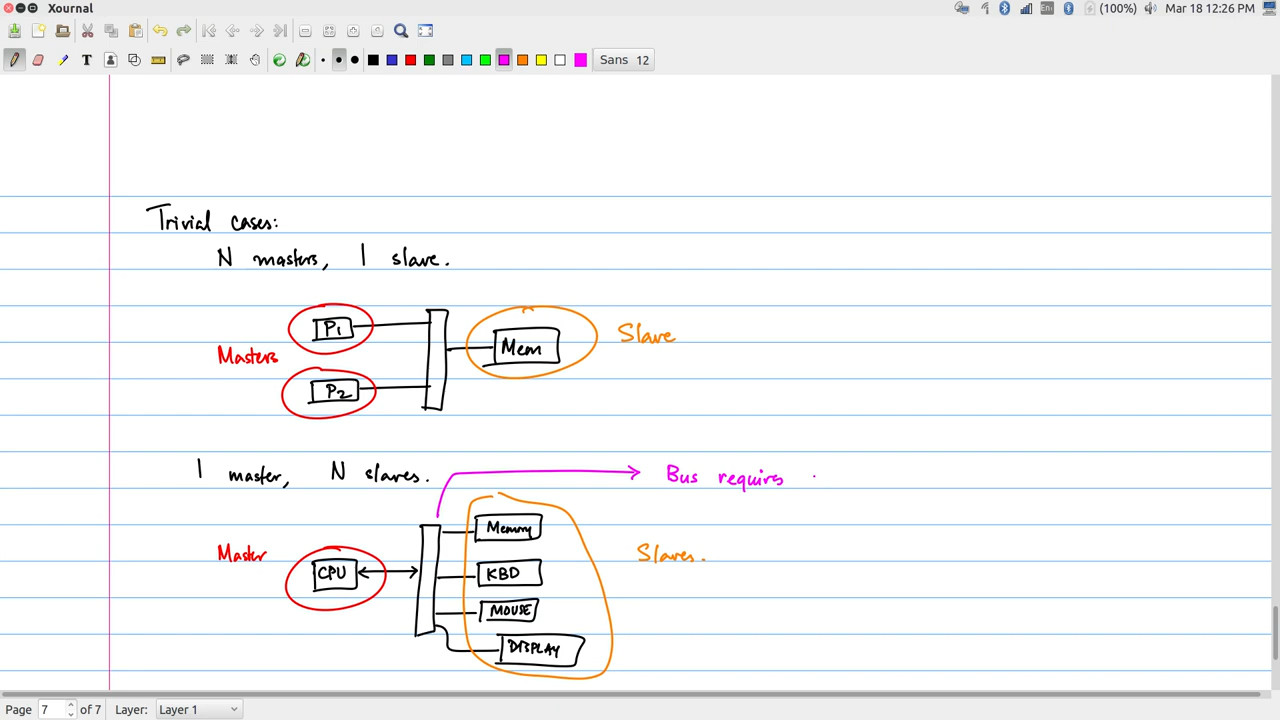 Xournal
(100%) Mar 18 12:26 PM
T Sans 12
Trivial cases:
N masters, 1 slave.
P1
Mem
Slave
Masters
P2
1 master, N slaves.
Bus requires
Memory
Master
CPU
KBD
Slaves.
MOUSE
DISPLAY
Page 7 of 7 Layer: Layer 1